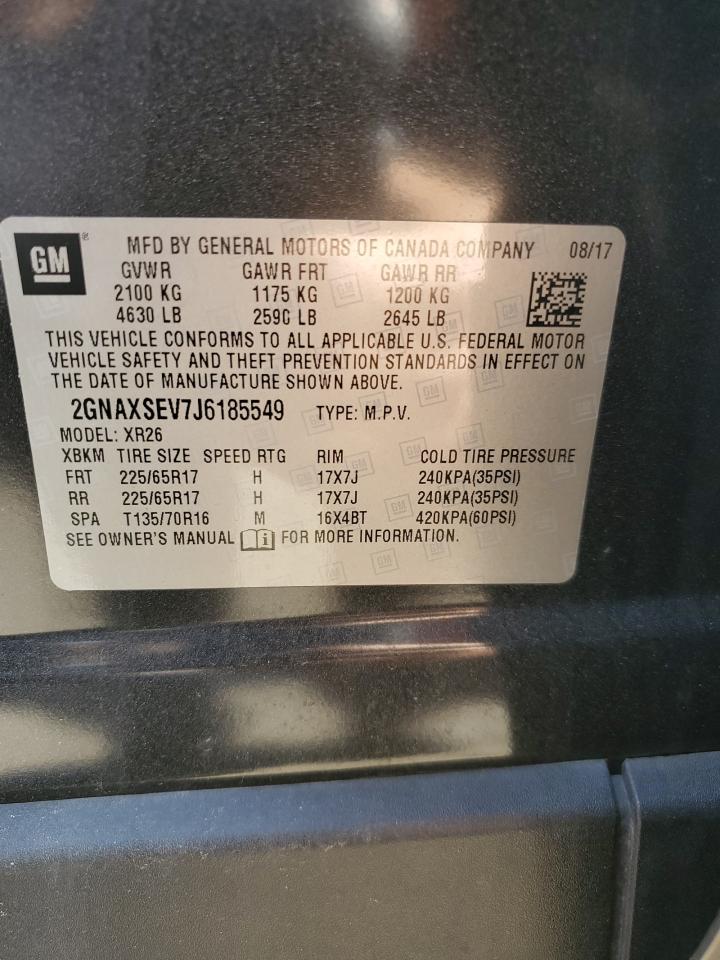 GM ® MFD BY GENERAL MOTORS OF CANADA COMPANY 08/17
GVWR GAWR FRT GAWR RR
2100 KG 1175 KG 1200 KG
4630 LB 2590 LB 2645 LB
THIS VEHICLE CONFORMS TO ALL APPLICABLE U.S. FEDERAL MOTOR
VEHICLE SAFETY AND THEFT PREVENTION STANDARDS IN EFFECT ON
THE DATE OF MANUFACTURE SHOWN ABOVE.
2GNAXSEV7J6185549 TYPE: M.P.V.
MODEL: XR26
XBKM TIRE SIZE SPEED RTG RIM COLD TIRE PRESSURE
FRT 225/65R17 H 17X7J 240KPA(35PSI)
RR 225/65R17 H 17X7J 240KPA(35PSI)
SPA T135/70R16 M 16X4BT 420KPA(60PSI)
SEE OWNER'S MANUAL FOR MORE INFORMATION.